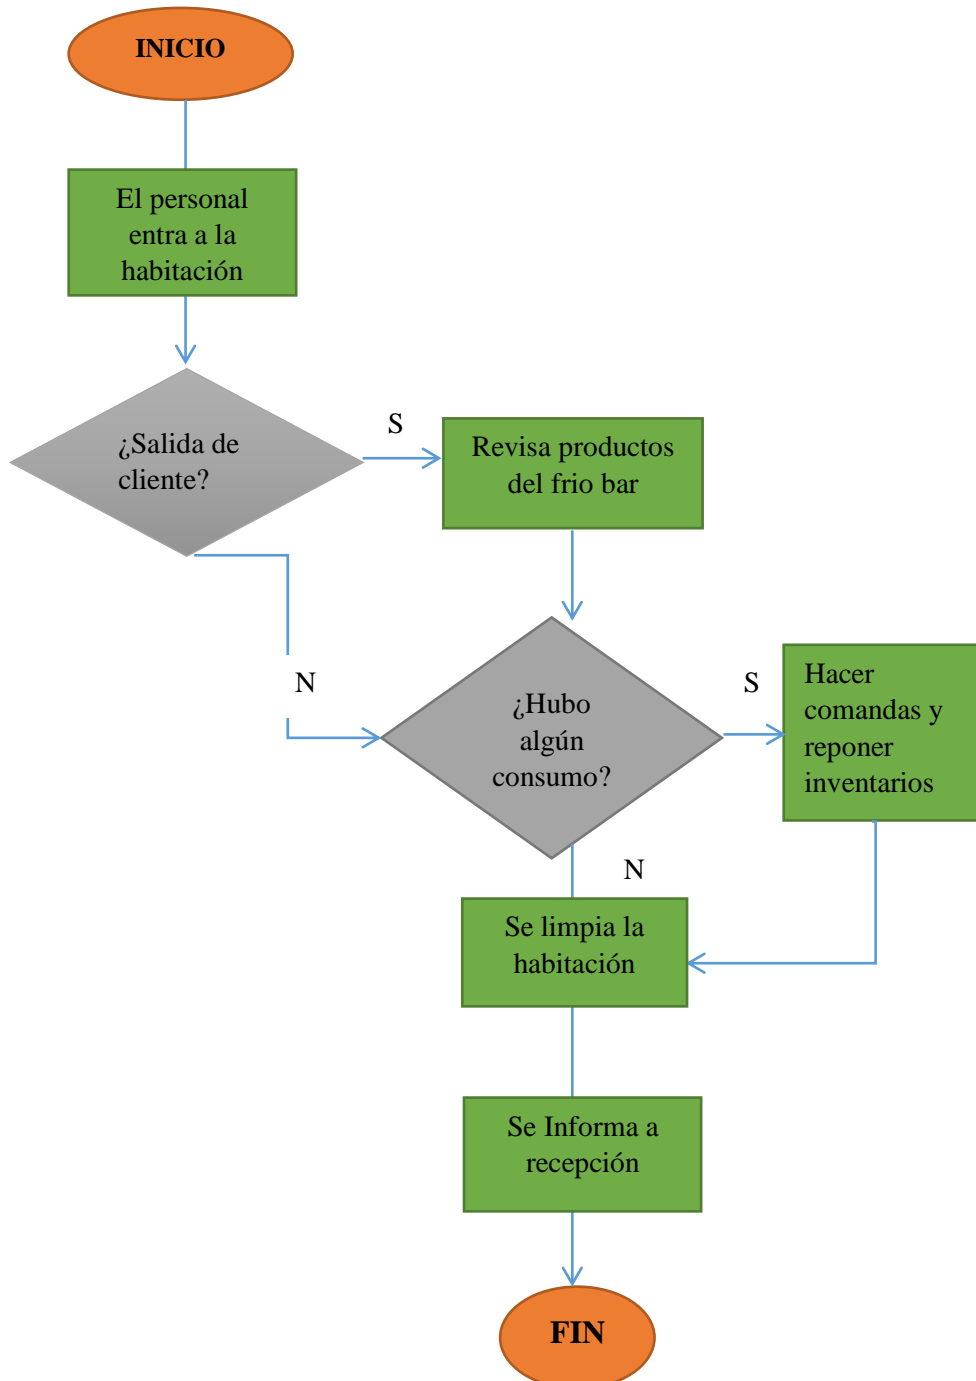 INICIO
El personal
entra a la
habitación
¿Salida de
cliente?
S
Revisa productos
del frio bar
N
¿Hubo
algún
consumo?
S
Hacer
comandas y
reponer
inventarios
N
Se limpia la
habitación
Se Informa a
recepción
FIN